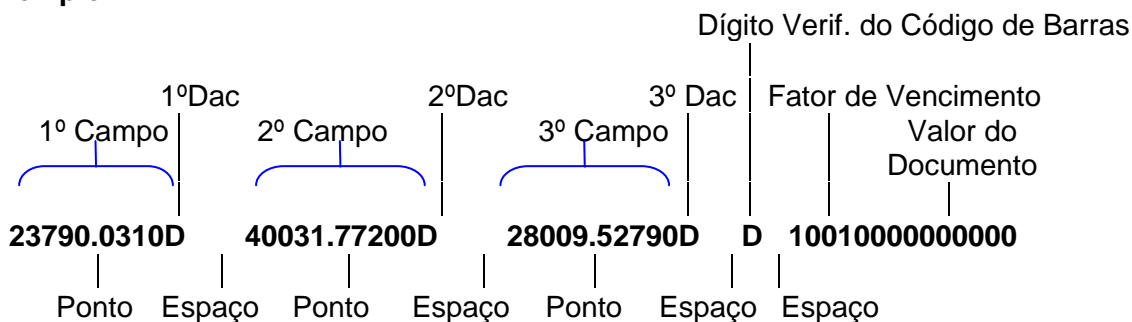 Dígito Verif. do Código de Barras
1ºDac 2ºDac 3º Dac Fator de Vencimento
1º Campo 2º Campo 3º Campo Valor do
Documento
23790.0310D 40031.77200D 28009.52790D D 10010000000000
Ponto Espaço Ponto Espaço Ponto Espaço Espaço